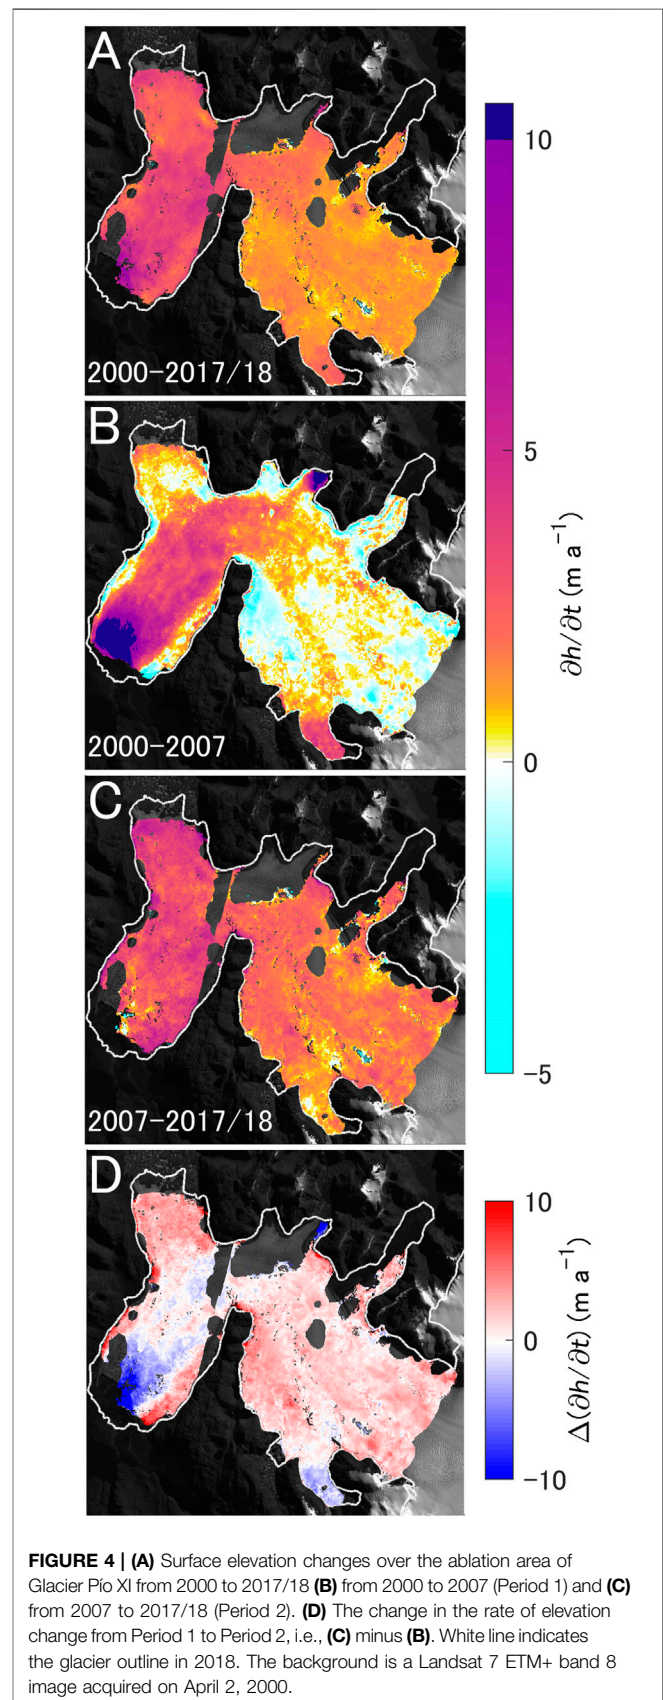 A
2000-2017/18
B
2000-2007
C
2007-2017/18
D
10
5
0
-5
∂h/∂t (m a⁻¹)
10
0
-10
Δ(∂h/∂t) (m a⁻¹)
FIGURE 4 | (A) Surface elevation changes over the ablation area of
Glacier Pío XI from 2000 to 2017/18 (B) from 2000 to 2007 (Period 1) and (C)
from 2007 to 2017/18 (Period 2). (D) The change in the rate of elevation
change from Period 1 to Period 2, i.e., (C) minus (B). White line indicates
the glacier outline in 2018. The background is a Landsat 7 ETM+ band 8
image acquired on April 2, 2000.